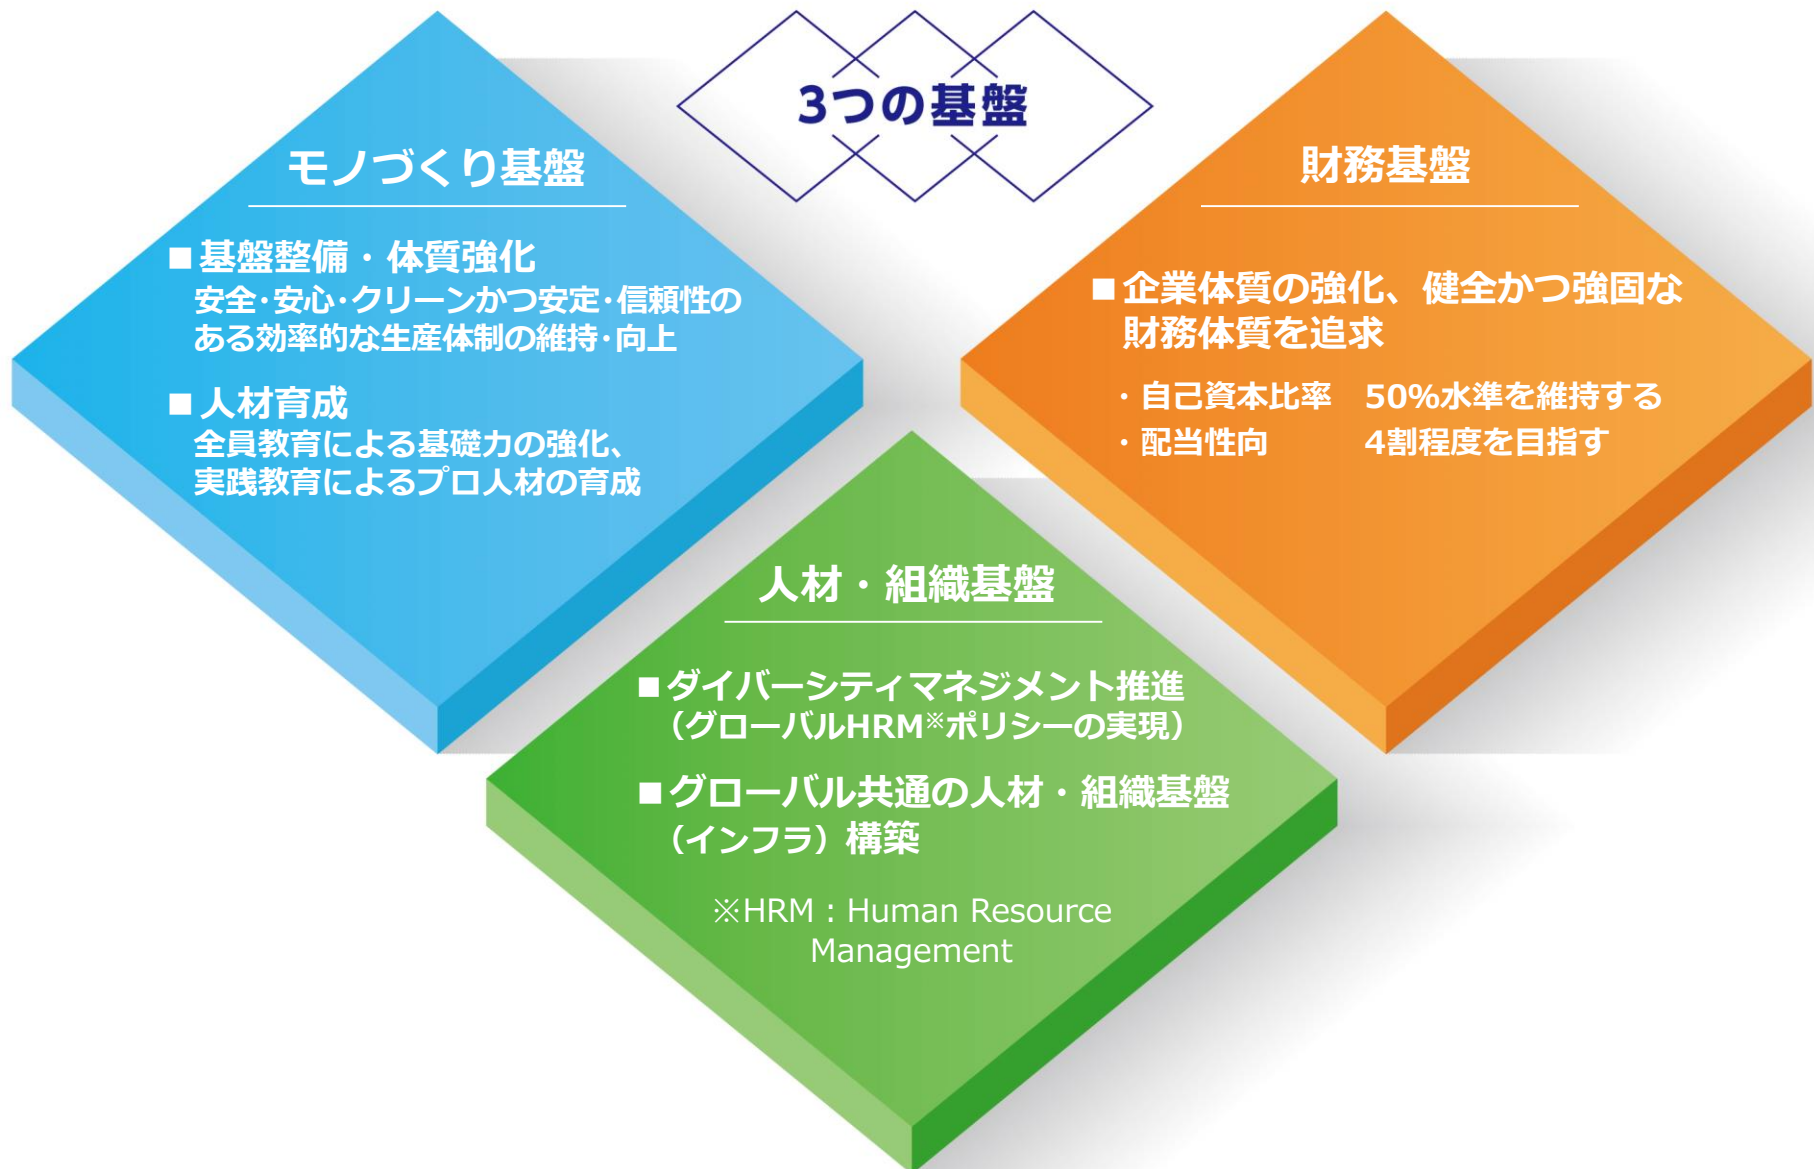 3つの基盤
モノづくり基盤
■ 基盤整備・体質強化
安全・安心・クリーンかつ安定・信頼性の
ある効率的な生産体制の維持・向上
■ 人材育成
全員教育による基礎力の強化、
実践教育によるプロ人材の育成
財務基盤
■ 企業体質の強化、健全かつ強固な
財務体質を追求
・自己資本比率　50%水準を維持する
・配当性向　4割程度を目指す
人材・組織基盤
■ ダイバーシティマネジメント推進
（グローバルHRM※ポリシーの実現）
■ グローバル共通の人材・組織基盤
（インフラ）構築
※HRM：Human Resource
Management